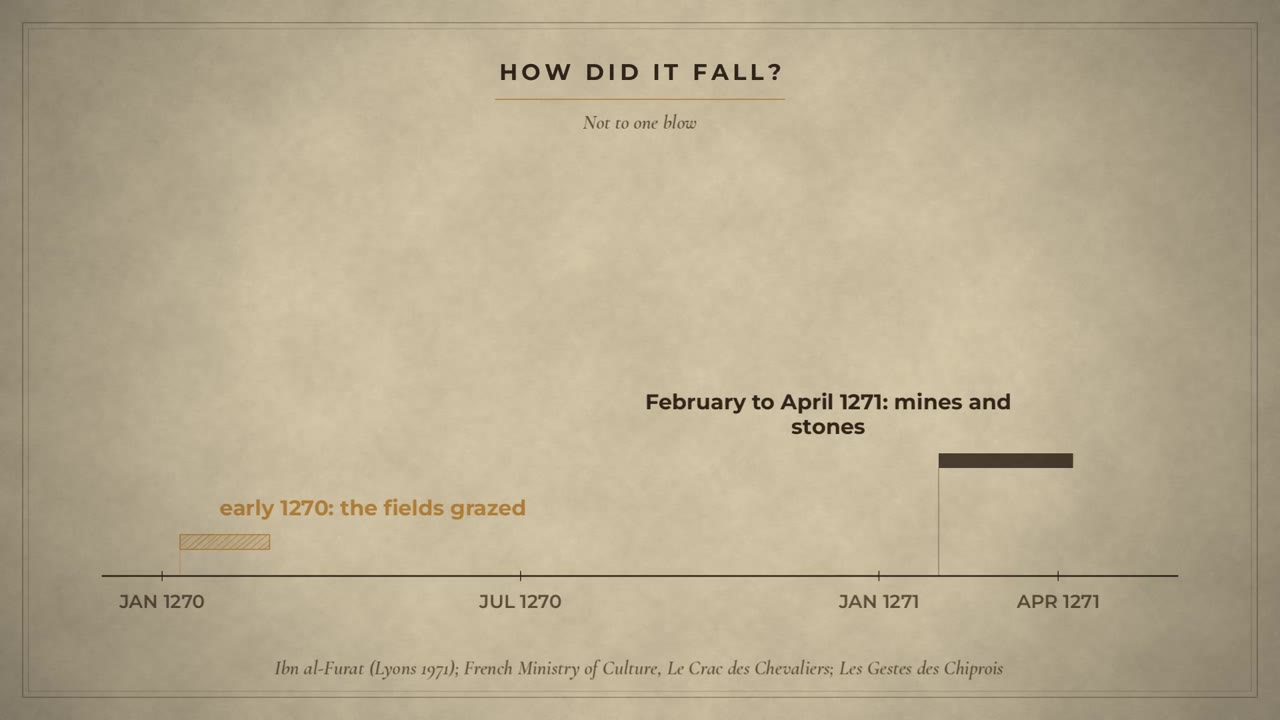 HOW DID IT FALL?
Not to one blow
February to April 1271: mines and
stones
early 1270: the fields grazed
JAN 1270
JUL 1270
JAN 1271
APR 1271
Ibn al-Furat (Lyons 1971); French Ministry of Culture, Le Crac des Chevaliers; Les Gestes des Chiprois